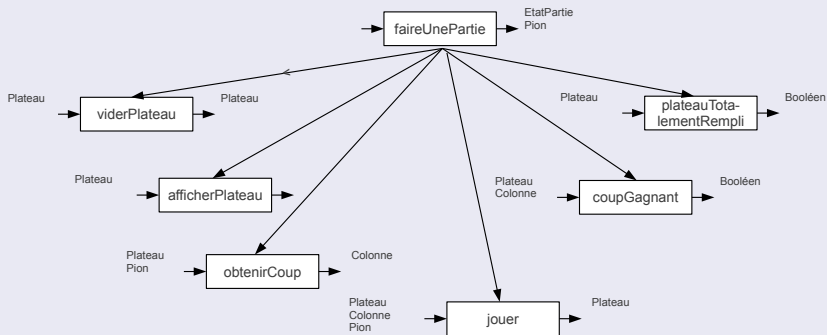 faireUnePartie
EtatPartie
Pion
Plateau
viderPlateau
Plateau
Plateau
plateauTota-
lementRempli
Booléen
Plateau
afficherPlateau
Plateau
Colonne
coupGagnant
Booléen
Plateau
Pion
obtenirCoup
Colonne
Plateau
Colonne
Pion
jouer
Plateau